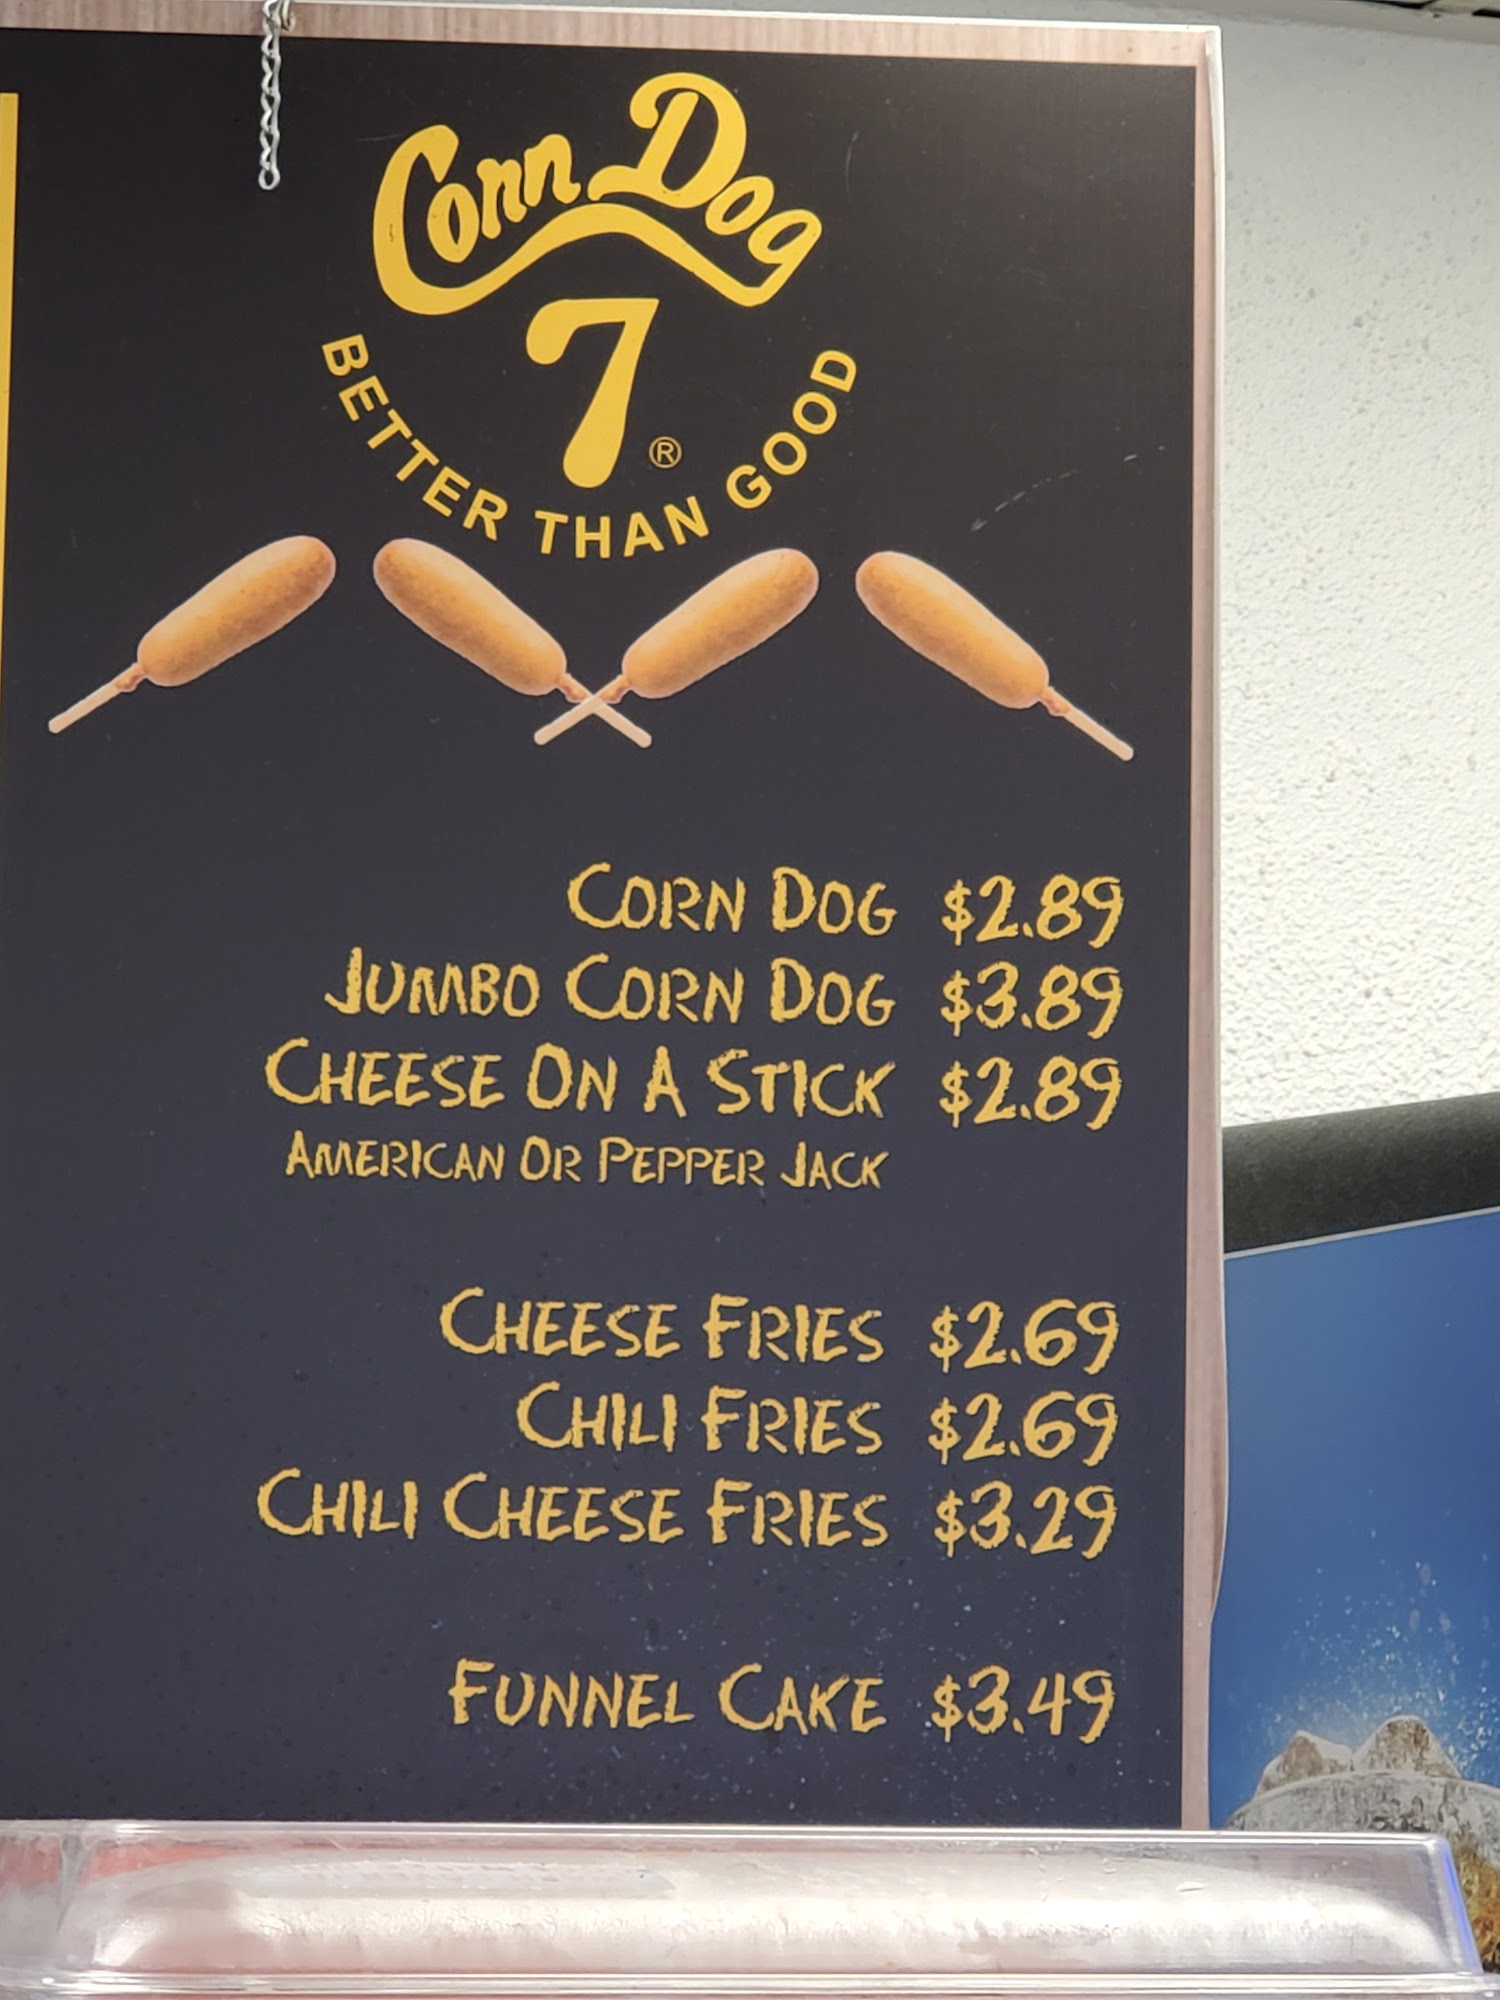 Corn Dog
7®
BETTER THAN GOOD
CORN DOG $2.89
JUMBO CORN DOG $3.89
CHEESE ON A STICK $2.89
AMERICAN OR PEPPER JACK
CHEESE FRIES $2.69
CHILI FRIES $2.69
CHILI CHEESE FRIES $3.29
FUNNEL CAKE $3.49